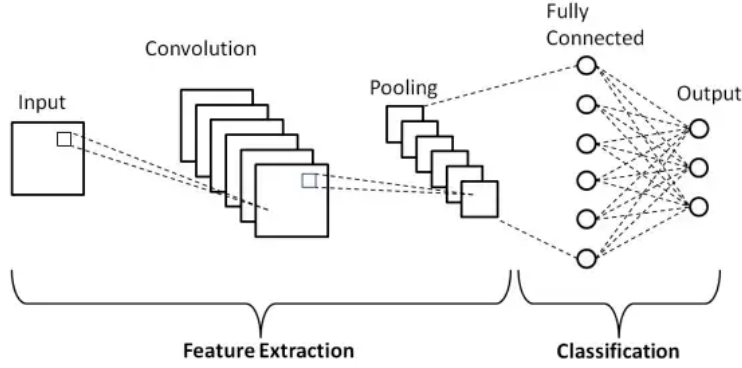 Input
Convolution
Pooling
Fully
Connected
Output
Feature Extraction
Classification